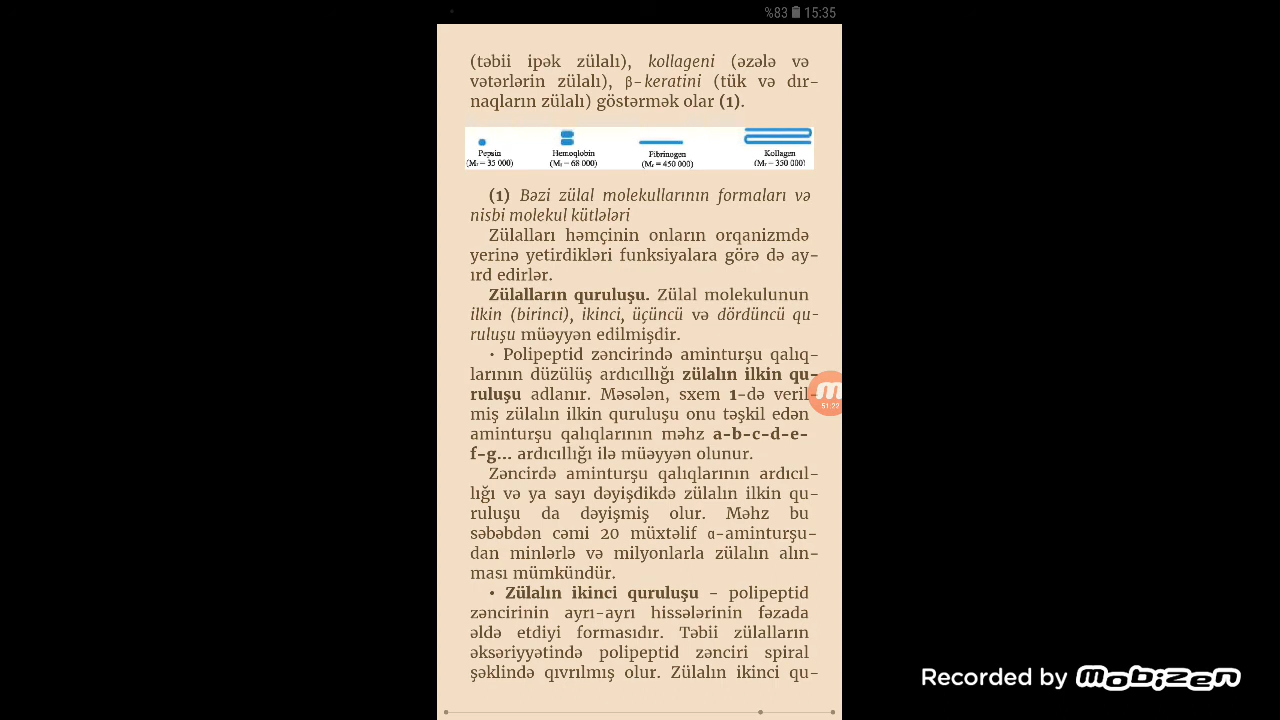 %83 15:35
(təbii ipək zülalı), kollageni (əzələ və
vətərlərin zülalı), β-keratini (tük və dır-
naqların zülalı) göstərmək olar (1).
Pepsin Hemoqlobin Fibrinogen Kollagen
(Mᵣ – 35 000) (Mᵣ – 68 000) (Mᵣ = 450 000) (Mᵣ – 350 000)
(1) Bəzi zülal molekullarının formaları və
nisbi molekul kütlələri
Zülalları həmçinin onların orqanizmdə
yerinə yetirdikləri funksiyalara görə də ay-
ırd edirlər.
Zülalların quruluşu. Zülal molekulunun
ilkin (birinci), ikinci, üçüncü və dördüncü qu-
ruluşu müəyyən edilmişdir.
• Polipeptid zəncirində aminturşu qalıq-
larının düzülüş ardıcıllığı zülalın ilkin qu-
ruluşu adlanır. Məsələn, sxem 1-də veril-
miş zülalın ilkin quruluşu onu təşkil edən
aminturşu qalıqlarının məhz a-b-c-d-e-
f-g... ardıcıllığı ilə müəyyən olunur.
Zəncirdə aminturşu qalıqlarının ardıcıl-
lığı və ya sayı dəyişdikdə zülalın ilkin qu-
ruluşu da dəyişmiş olur. Məhz bu
səbəbdən cəmi 20 müxtəlif α-aminturşu-
dan minlərlə və milyonlarla zülalın alın-
ması mümkündür.
• Zülalın ikinci quruluşu - polipeptid
zəncirinin ayrı-ayrı hissələrinin fəzada
əldə etdiyi formasıdır. Təbii zülalların
əksəriyyətində polipeptid zənciri spiral
şəklində qıvrılmış olur. Zülalın ikinci qu-
51:22
Recorded by mobizen